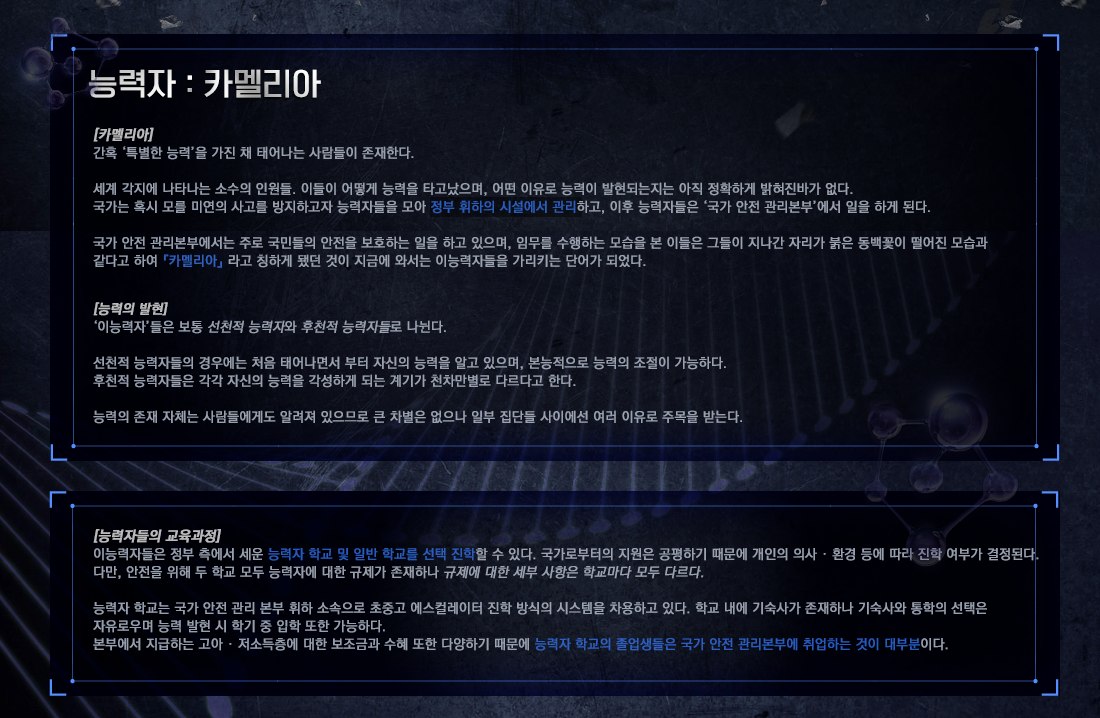 능력자 : 카멜리아
[카멜리아]
간혹 ‘특별한 능력’을 가진 채 태어나는 사람들이 존재한다.
세계 각지에 나타나는 소수의 인원들. 이들이 어떻게 능력을 타고났으며, 어떤 이유로 능력이 발현되는지는 아직 정확하게 밝혀진바가 없다.
국가는 혹시 모를 미연의 사고를 방지하고자 능력자들을 모아 정부 휘하의 시설에서 관리하고, 이후 능력자들은 ‘국가 안전 관리본부’에서 일을 하게 된다.
국가 안전 관리본부에서는 주로 국민들의 안전을 보호하는 일을 하고 있으며, 임무를 수행하는 모습을 본 이들은 그들이 지나간 자리가 붉은 동백꽃이 떨어진 모습과
같다고 하여 『카멜리아』 라고 칭하게 됐던 것이 지금에 와서는 이능력자들을 가리키는 단어가 되었다.
[능력의 발현]
‘이능력자’들은 보통 선천적 능력자와 후천적 능력자들로 나뉜다.
선천적 능력자들의 경우에는 처음 태어나면서 부터 자신의 능력을 알고 있으며, 본능적으로 능력의 조절이 가능하다.
후천적 능력자들은 각각 자신의 능력을 각성하게 되는 계기가 천차만별로 다르다고 한다.
능력의 존재 자체는 사람들에게도 알려져 있으므로 큰 차별은 없으나 일부 집단들 사이에선 여러 이유로 주목을 받는다.
[능력자들의 교육과정]
이능력자들은 정부 측에서 세운 능력자 학교 및 일반 학교를 선택 진학할 수 있다. 국가로부터의 지원은 공평하기 때문에 개인의 의사 · 환경 등에 따라 진학 여부가 결정된다.
다만, 안전을 위해 두 학교 모두 능력자에 대한 규제가 존재하나 규제에 대한 세부 사항은 학교마다 모두 다르다.
능력자 학교는 국가 안전 관리 본부 휘하 소속으로 초중고 에스컬레이터 진학 방식의 시스템을 차용하고 있다. 학교 내에 기숙사가 존재하나 기숙사와 통학의 선택은
자유로우며 능력 발현 시 학기 중 입학 또한 가능하다.
본부에서 지급하는 고아 · 저소득층에 대한 보조금과 수혜 또한 다양하기 때문에 능력자 학교의 졸업생들은 국가 안전 관리본부에 취업하는 것이 대부분이다.